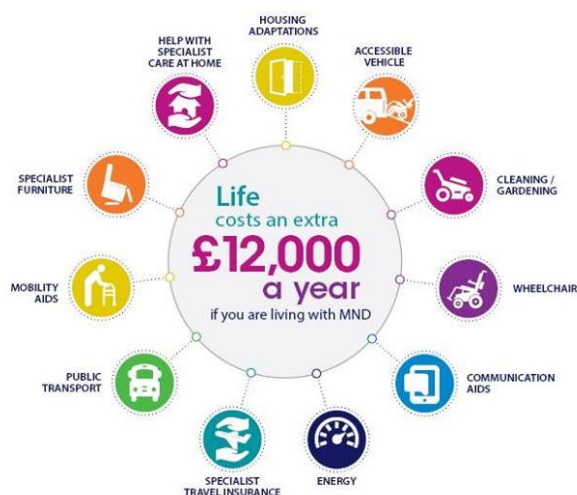 HOUSING
ADAPTATIONS
ACCESSIBLE
VEHICLE
CLEANING /
GARDENING
WHEELCHAIR
COMMUNICATION
AIDS
ENERGY
SPECIALIST
TRAVEL INSURANCE
PUBLIC
TRANSPORT
MOBILITY
AIDS
SPECIALIST
FURNITURE
HELP WITH
SPECIALIST
CARE AT HOME
Life
costs an extra
£12,000
a year
if you are living with MND